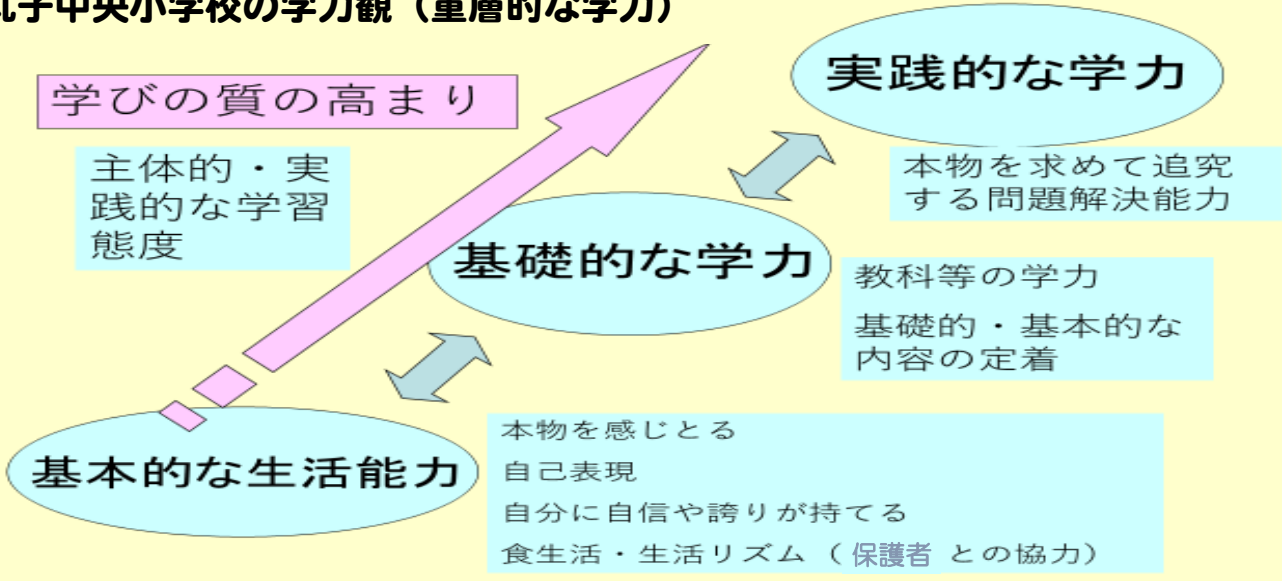 丸子中央小学校の学力観（重層的な学力）
実践的な学力
学びの質の高まり
主体的・実
践的な学習
態度
本物を求めて追究
する問題解決能力
基礎的な学力
教科等の学力
基礎的・基本的な
内容の定着
本物を感じとる
基本的な生活能力
自己表現
自分に自信や誇りが持てる
食生活・生活リズム（ 保護者 との協力）